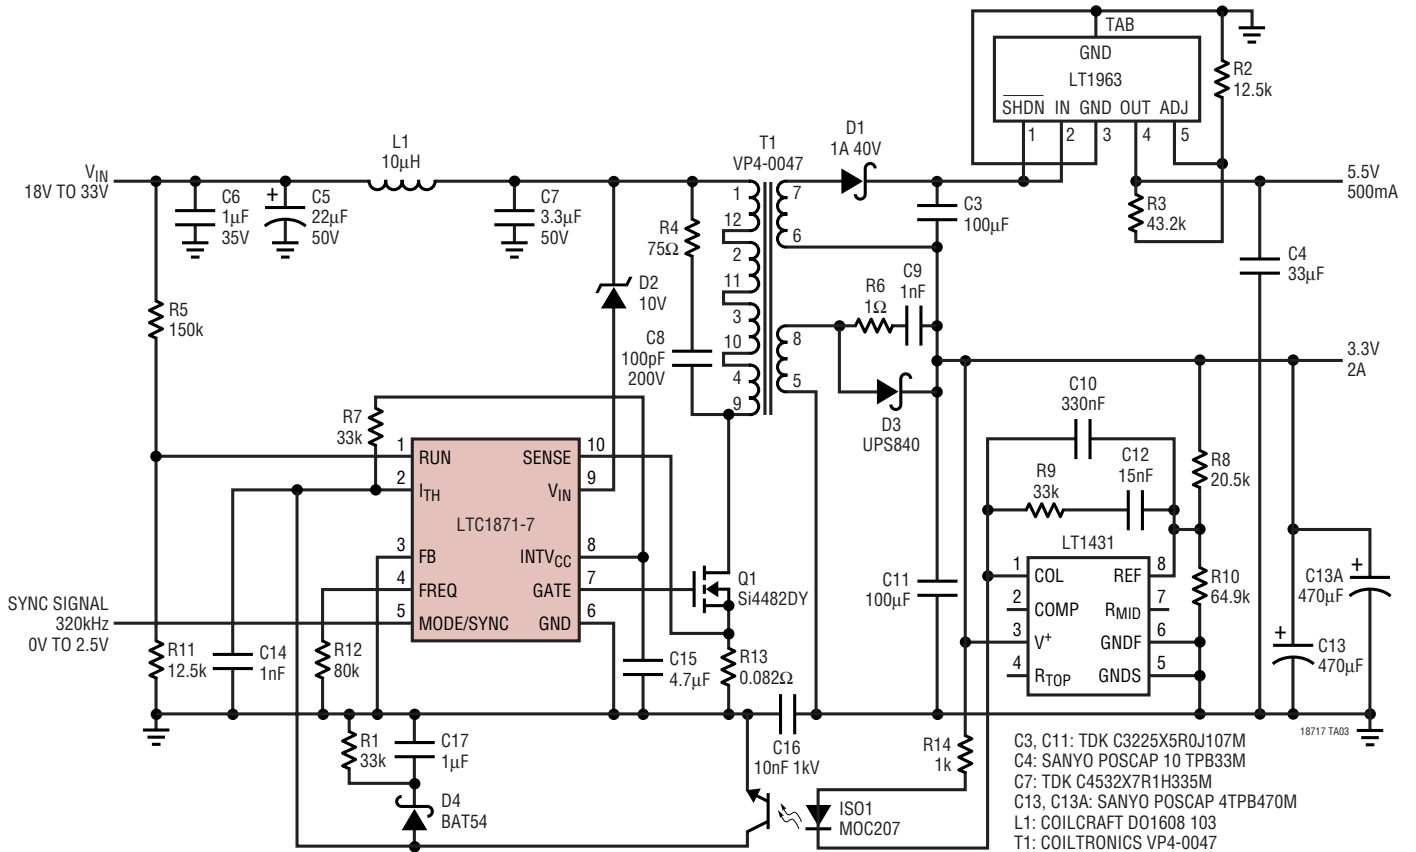 TAB
GND
LT1963
SHDN IN GND OUT ADJ
1 2 3 4 5
R2
12.5k
VIN
18V TO 33V
L1
10µH
T1
VP4-0047
D1
1A 40V
5.5V
500mA
C6
1µF
35V
+
C5
22µF
50V
C7
3.3µF
50V
R4
75Ω
1
12
2
11
3
10
4
9
7
6
8
5
C3
100µF
R3
43.2k
C4
33µF
R5
150k
D2
10V
C8
100pF
200V
R6
1Ω
C9
1nF
D3
UPS840
3.3V
2A
R7
33k
1 RUN
2 ITH
3 FB
4 FREQ
5 MODE/SYNC
LTC1871-7
SENSE 10
VIN 9
INTVCC 8
GATE 7
GND 6
C10
330nF
R9
33k
C12
15nF
R8
20.5k
LT1431
1 COL
2 COMP
3 V+
4 RTOP
REF 8
RMID 7
GNDF 6
GNDS 5
R10
64.9k
C13A
470µF
+
C13
470µF
+
Q1
Si4482DY
C11
100µF
SYNC SIGNAL
320kHz
0V TO 2.5V
R11
12.5k
C14
1nF
R12
80k
C15
4.7µF
R13
0.082Ω
R1
33k
C17
1µF
D4
BAT54
C16
10nF 1kV
ISO1
MOC207
R14
1k
18717 TA03
C3, C11: TDK C3225X5R0J107M
C4: SANYO POSCAP 10 TPB33M
C7: TDK C4532X7R1H335M
C13, C13A: SANYO POSCAP 4TPB470M
L1: COILCRAFT DO1608 103
T1: COILTRONICS VP4-0047